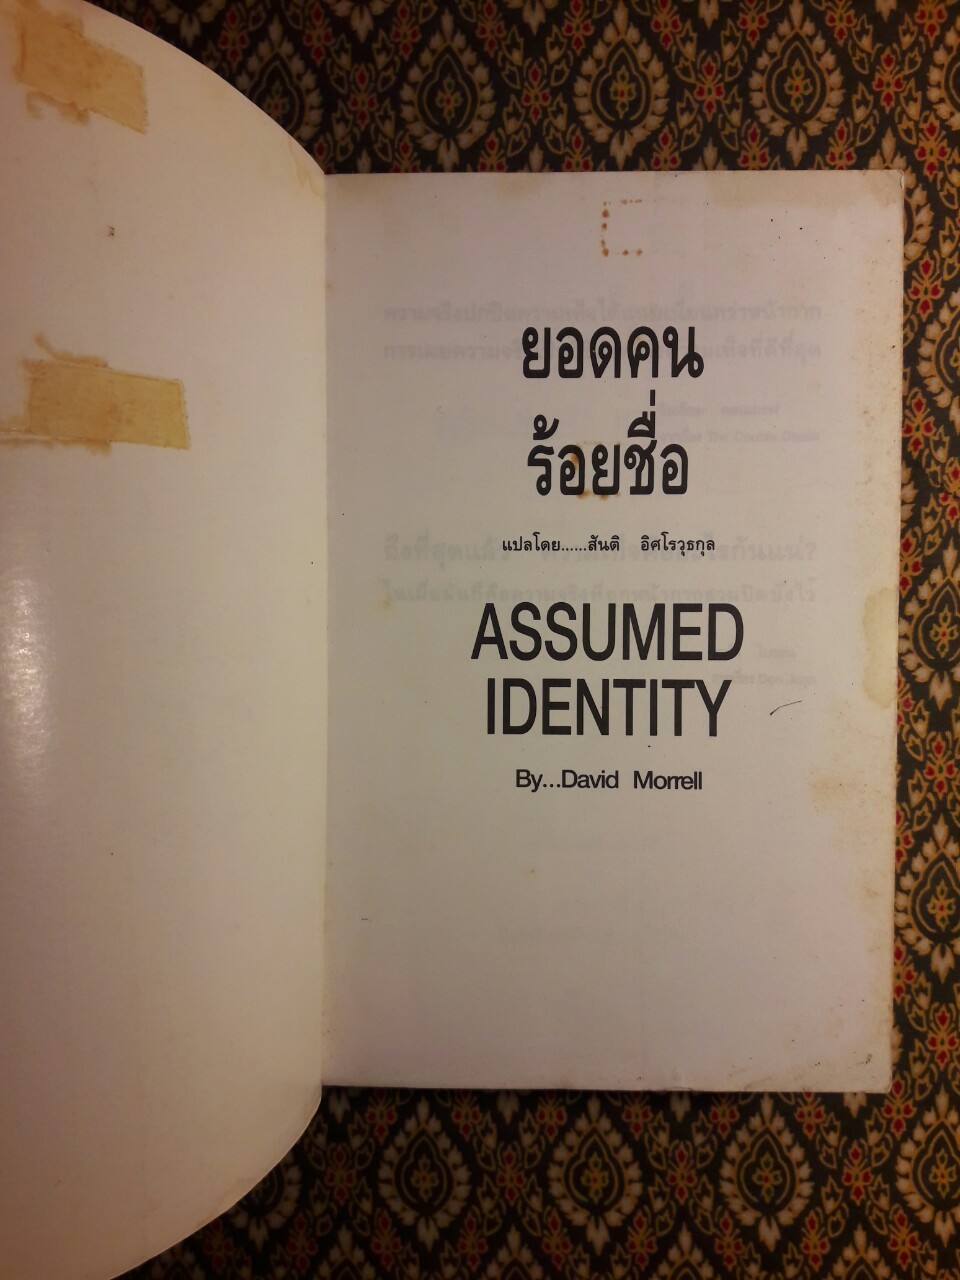 ยอดคน
ร้อยชื่อ
แปลโดย......สันติ อิศโรวุธกุล
ASSUMED
IDENTITY
By...David Morrell